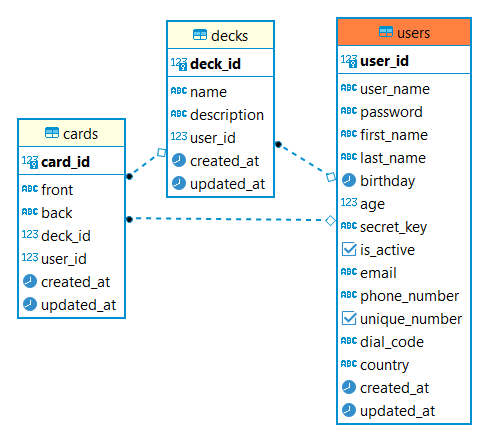 decks
123 deck_id
ABC name
ABC description
123 user_id
created_at
updated_at
users
123 user_id
ABC user_name
ABC password
ABC first_name
ABC last_name
birthday
123 age
ABC secret_key
is_active
ABC email
ABC phone_number
unique_number
ABC dial_code
ABC country
created_at
updated_at
cards
123 card_id
ABC front
ABC back
123 deck_id
123 user_id
created_at
updated_at